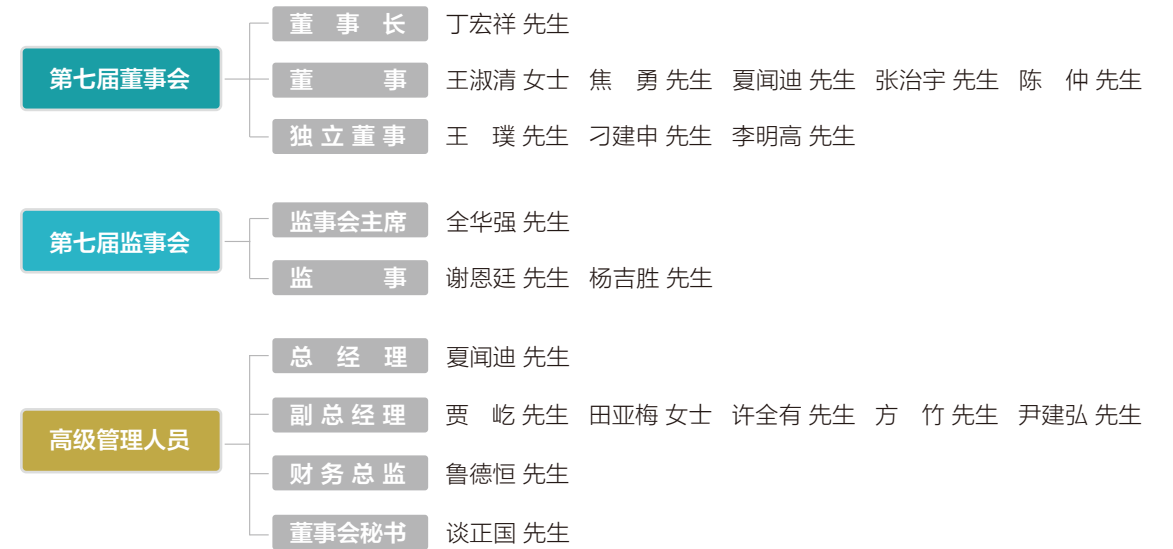 第七届董事会
董事长 丁宏祥 先生
董事 王淑清 女士 焦勇 先生 夏闻迪 先生 张治宇 先生 陈仲 先生
独立董事 王璞 先生 刁建申 先生 李明高 先生
第七届监事会
监事会主席 全华强 先生
监事 谢恩廷 先生 杨吉胜 先生
高级管理人员
总经理 夏闻迪 先生
副总经理 贾屹 先生 田亚梅 女士 许全有 先生 方竹 先生 尹建弘 先生
财务总监 鲁德恒 先生
董事会秘书 谈正国 先生